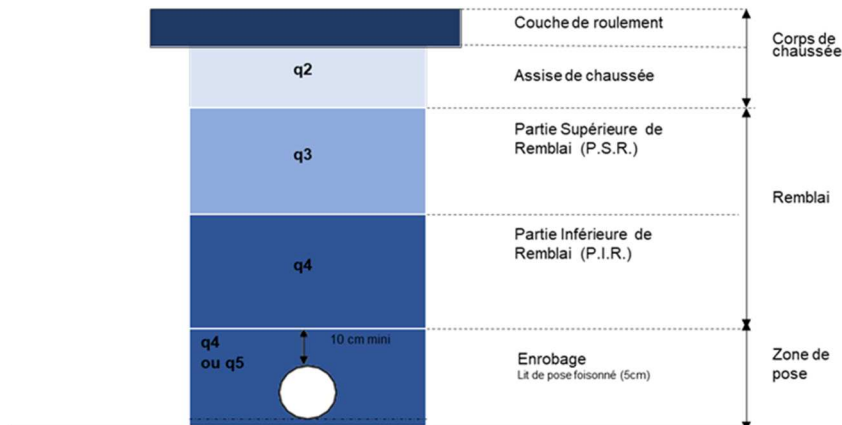 Couche de roulement
Corps de
chaussée
q2
Assise de chaussée
q3
Partie Supérieure de
Remblai (P.S.R.)
Remblai
q4
Partie Inférieure de
Remblai (P.I.R.)
q4
ou q5
10 cm mini
Enrobage
Lit de pose foisonné (5cm)
Zone de
pose